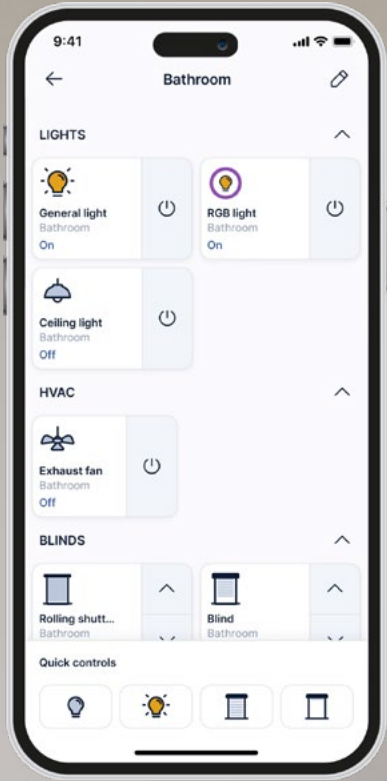 9:41
Bathroom
LIGHTS
General light
Bathroom
On
RGB light
Bathroom
On
Ceiling light
Bathroom
Off
HVAC
Exhaust fan
Bathroom
Off
BLINDS
Rolling shutt...
Bathroom
Blind
Bathroom
Quick controls